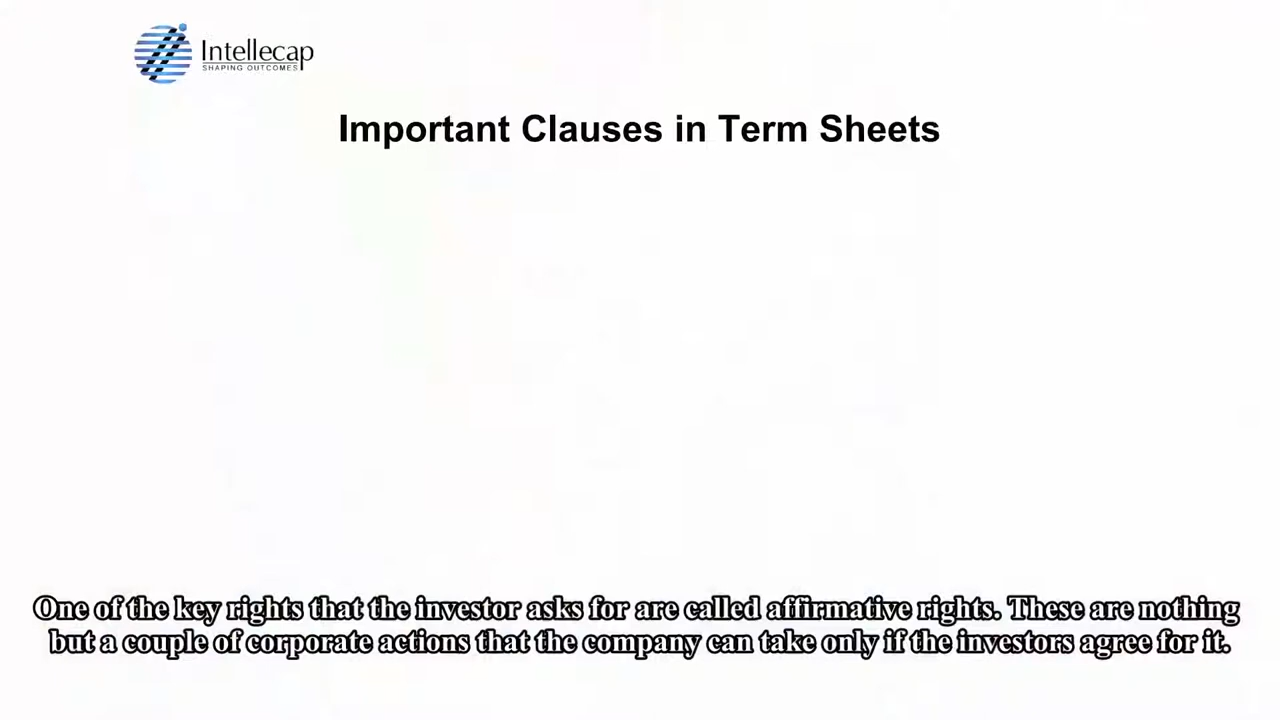 Intellecap
SHAPING OUTCOMES
Important Clauses in Term Sheets
One of the key rights that the investor asks for are called affirmative rights. These are nothing
but a couple of corporate actions that the company can take only if the investors agree for it.